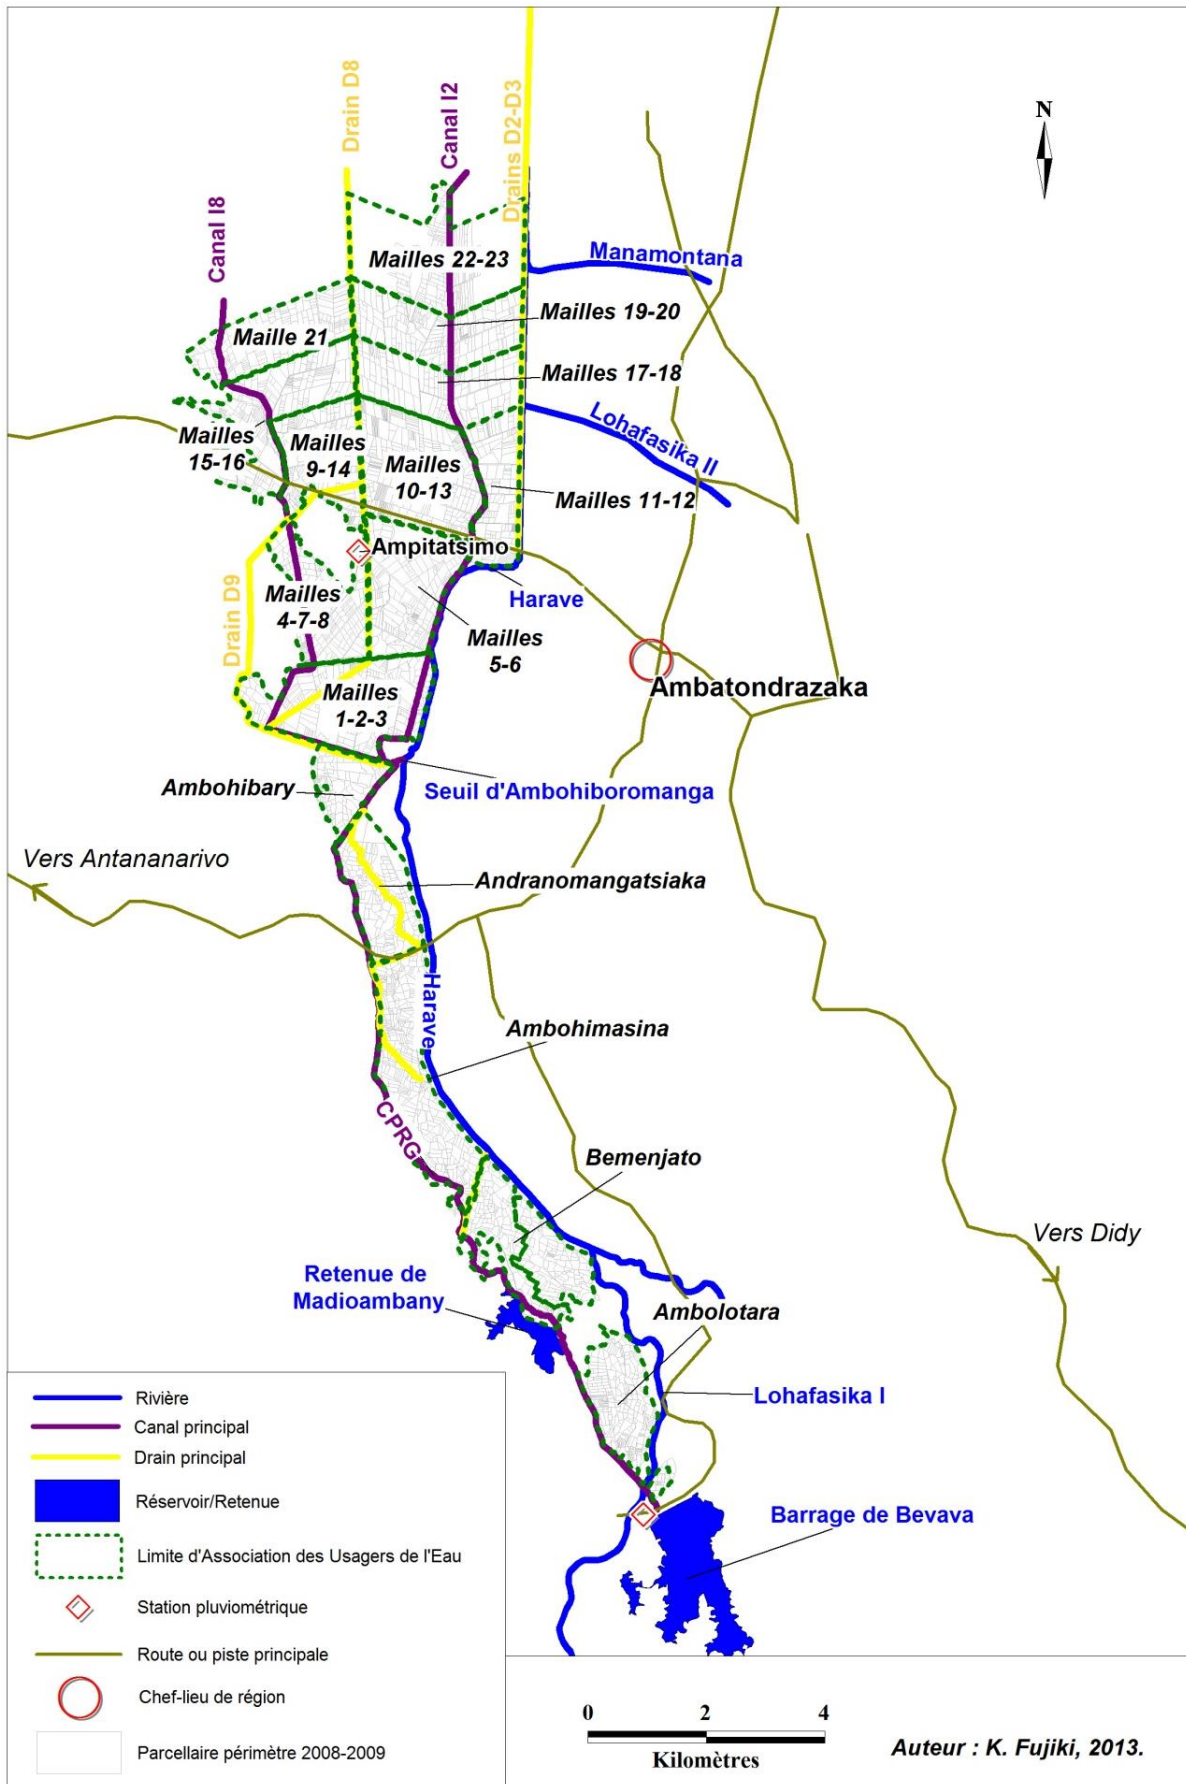 Drain D8
Canal I2
Drains D2-D3
N
Canal I8
Manamontana
Mailles 22-23
Mailles 19-20
Maille 21
Mailles 17-18
Lohafasika II
Mailles
15-16
Mailles
9-14
Mailles
10-13
Mailles 11-12
Ampitatsimo
Harave
Drain D9
Mailles
4-7-8
Mailles
5-6
Ambatondrazaka
Mailles
1-2-3
Ambohibary
Seuil d'Ambohiboromanga
Vers Antananarivo
Andranomangatsiaka
Harave
Ambohimasina
CPRG
Bemenjato
Vers Didy
Retenue de
Madioambany
Ambolotara
Lohafasika I
Barrage de Bevava
Rivière
Canal principal
Drain principal
Réservoir/Retenue
Limite d'Association des Usagers de l'Eau
Station pluviométrique
Route ou piste principale
Chef-lieu de région
Parcellaire périmètre 2008-2009
0 2 4
Kilomètres
Auteur : K. Fujiki, 2013.